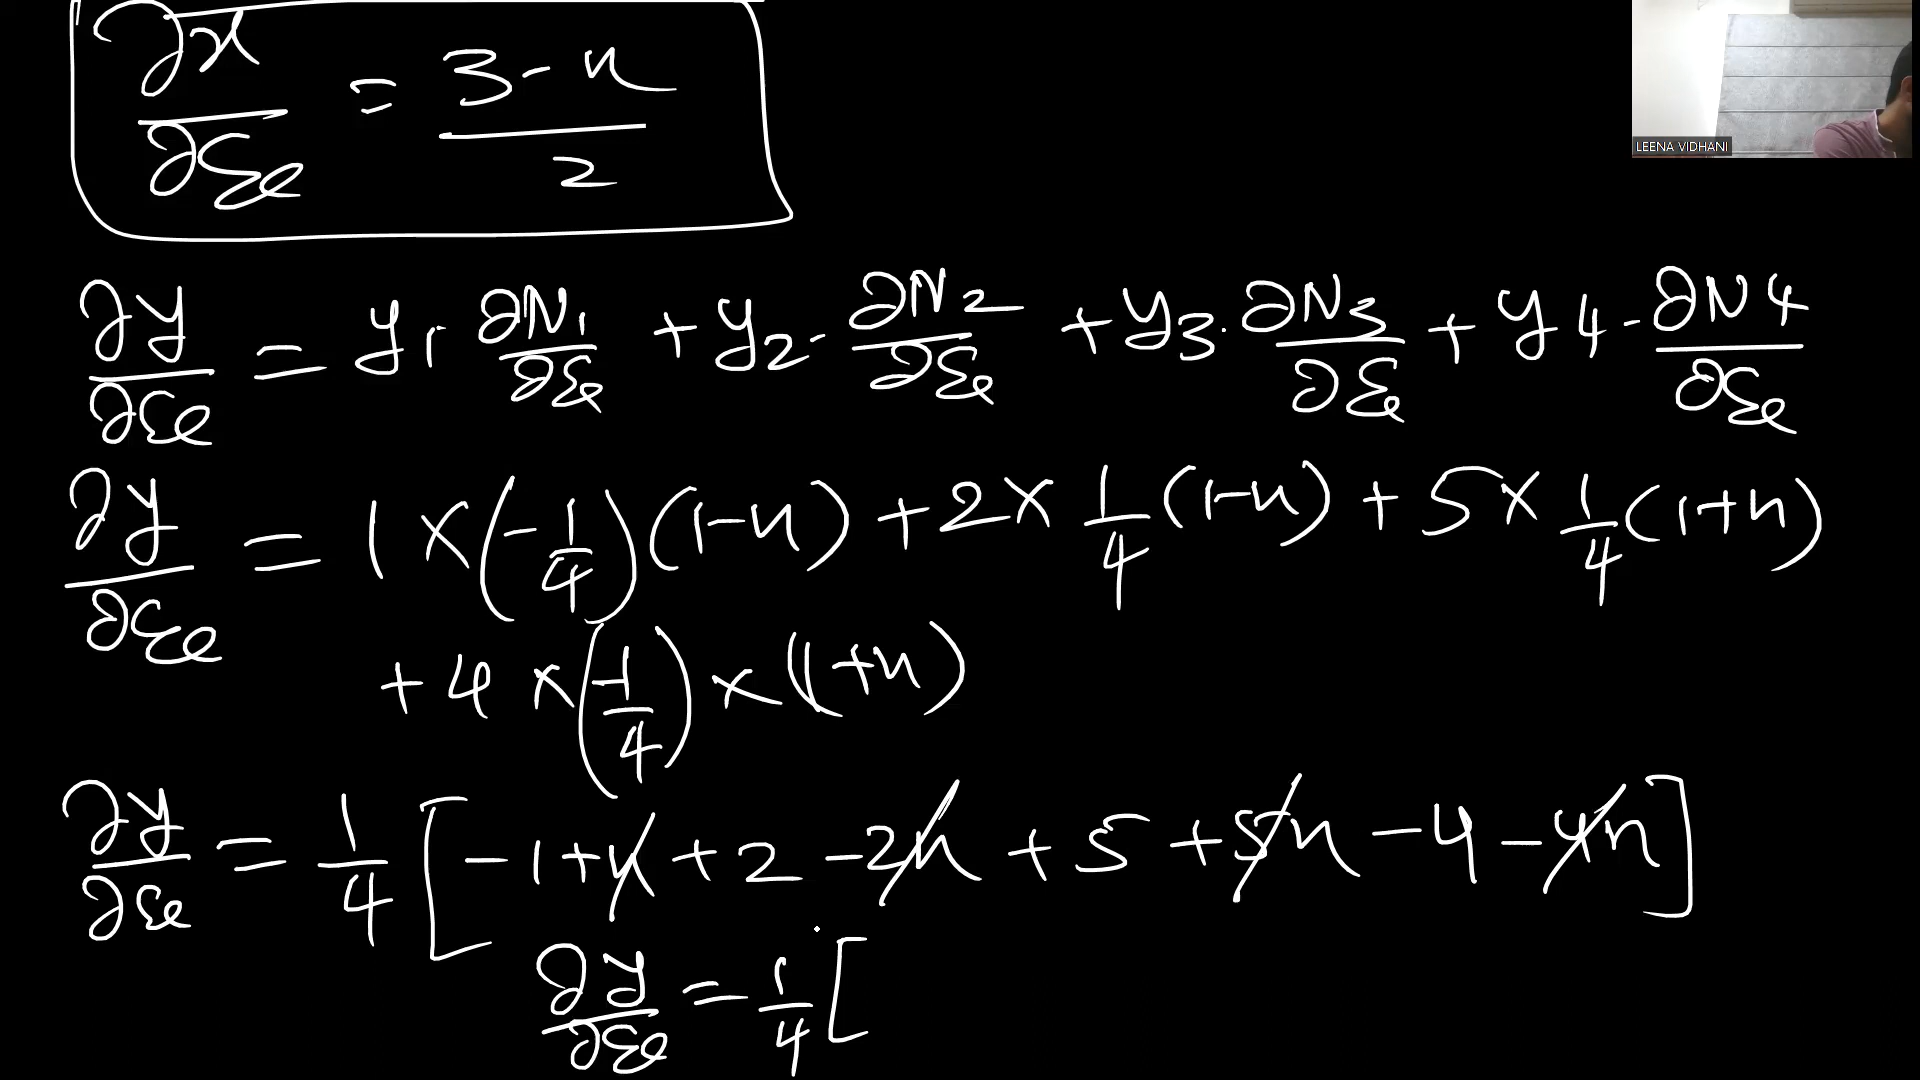 ∂x/∂ξ = 3-η/2
LEENA VIDHANI
∂y/∂ξ = y1·∂N1/∂ξ + y2·∂N2/∂ξ + y3·∂N3/∂ξ + y4·∂N4/∂ξ
∂y/∂ξ = 1×(-1/4)(1-η) + 2×1/4(1-η) + 5×1/4(1+η)
+4×(-1/4)×(1+η)
∂y/∂ξ = 1/4[-1+η+2-2η+5+5η-4-4η]
∂y/∂ξ = 1/4[